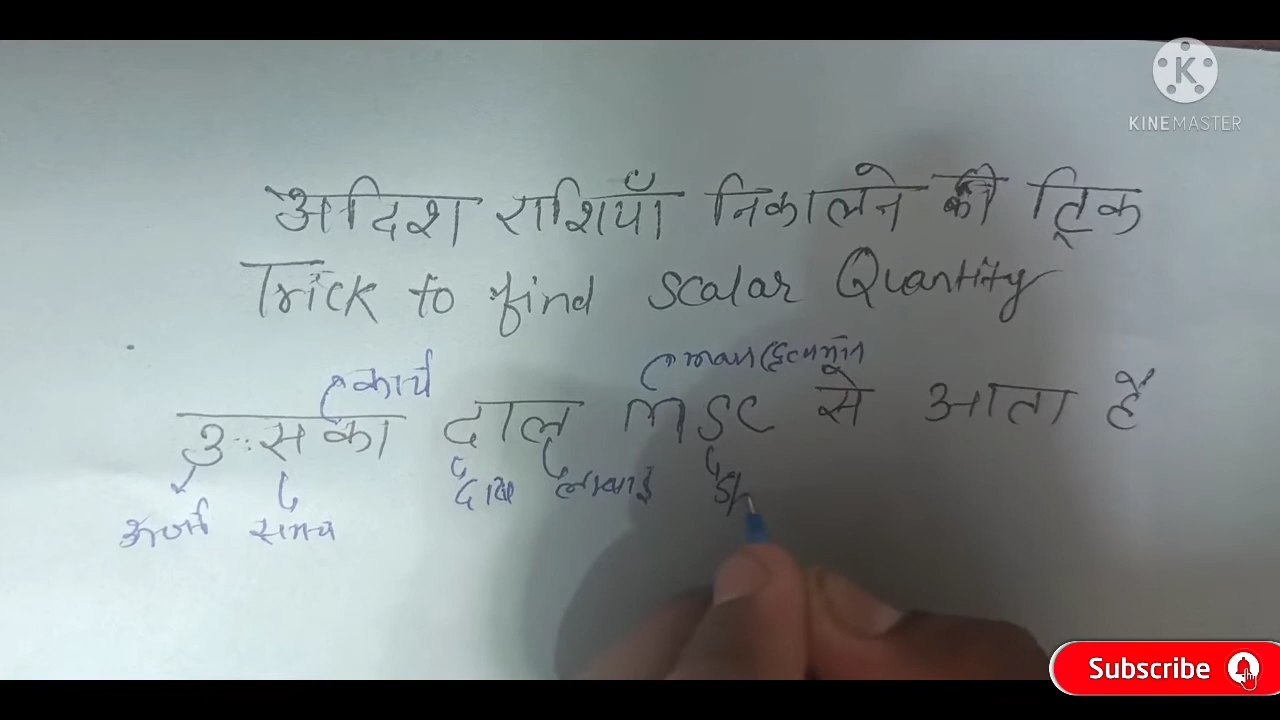 KINEMASTER
अदिश राशियाँ निकालने की ट्रिक
Trick to find Scalar Quantity
कार्य
उ:सका दाल MSC से आता है
ऊर्जा समय दाब लम्बाई
Subscribe